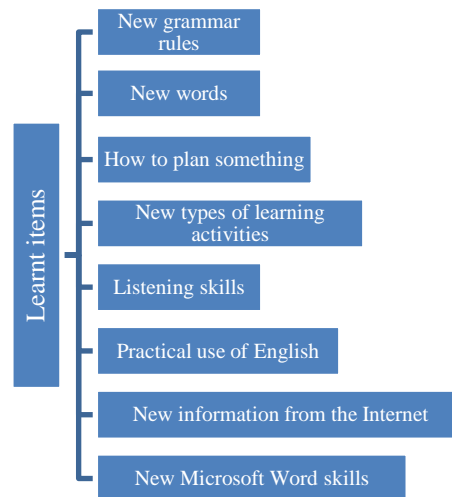 Learnt items
New grammar
rules
New words
How to plan something
New types of learning
activities
Listening skills
Practical use of English
New information from the Internet
New Microsoft Word skills